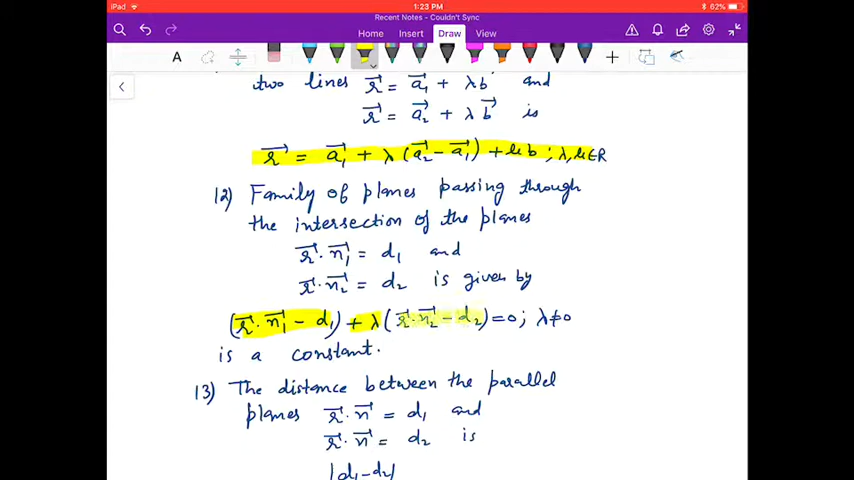 iPad
1:23 PM
62%
Recent Notes - Couldn't Sync
Home Insert Draw View
A
two lines r⃗ = a⃗₁ + λb⃗ and
r⃗ = a⃗₂ + λb⃗ is
r⃗ = a⃗₁ + λ(a⃗₂ - a⃗₁) + μb ; λ, μ ∈ R
12) Family of planes passing through
the intersection of the planes
r⃗ · n⃗₁ = d₁ and
r⃗ · n⃗₂ = d₂ is given by
(r⃗ · n⃗₁ - d₁) + λ(r⃗ · n⃗₂ - d₂) = 0; λ≠0
is a constant.
13) The distance between the parallel
planes r⃗ · n⃗ = d₁ and
r⃗ · n⃗ = d₂ is
|d₁ - d₂|